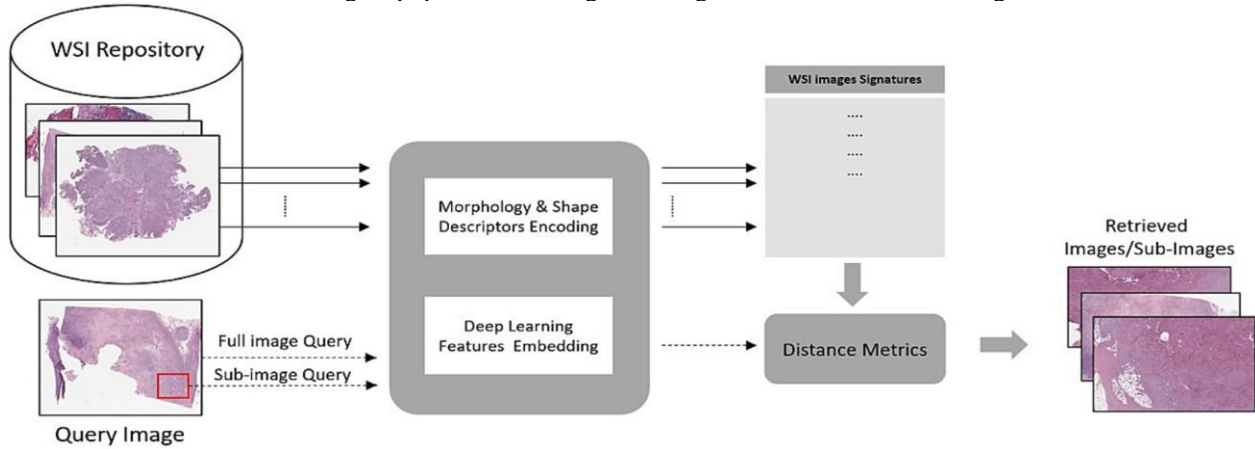 WSI Repository
WSI images Signatures
....
....
....
....
Morphology & Shape
Descriptors Encoding
Deep Learning
Features Embedding
Full image Query
Sub-image Query
Query Image
Distance Metrics
Retrieved
Images/Sub-Images